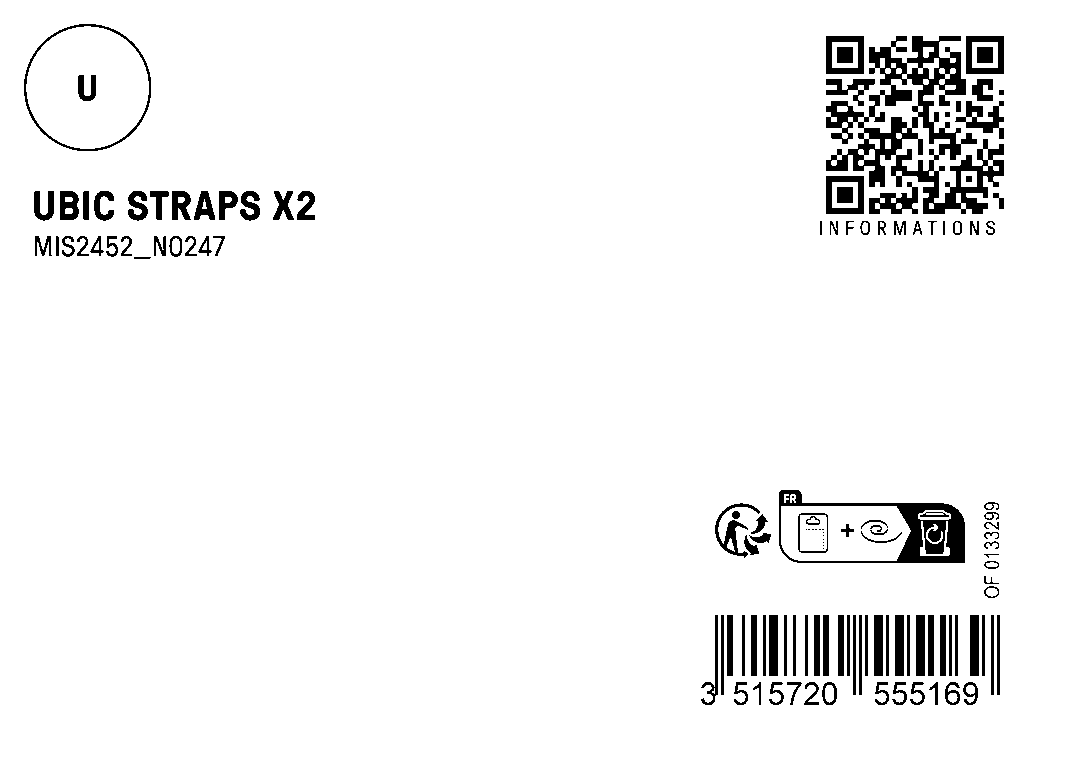 U
UBIC STRAPS X2
MIS2452_N0247
INFORMATIONS
FR
OF 0133299
3 515720 555169